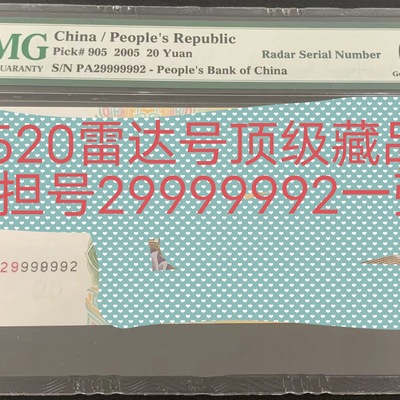 MG
UARANTY
China / People's Republic
Pick# 905 2005 20 Yuan
Radar Serial Number
S/N PA29999992 - People's Bank of China
520雷达号顶级藏品
担号29999992一张
29999992
20